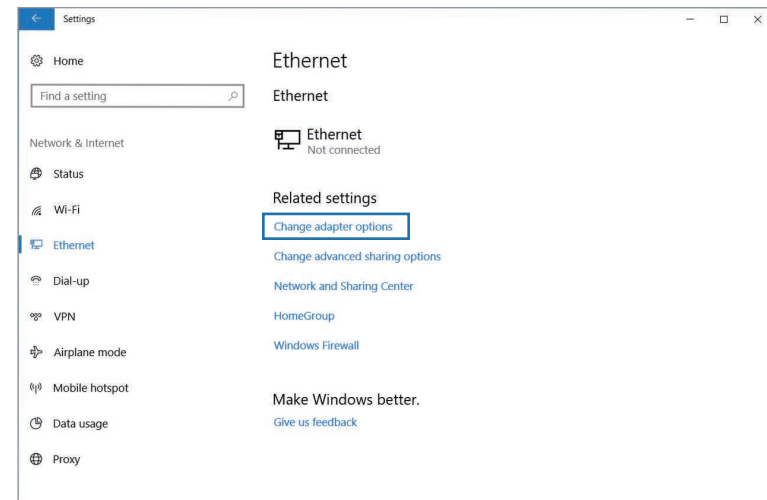 Settings
Home
Find a setting
Network & Internet
Status
Wi-Fi
Ethernet
Dial-up
VPN
Airplane mode
Mobile hotspot
Data usage
Proxy
Ethernet
Ethernet
Ethernet
Not connected
Related settings
Change adapter options
Change advanced sharing options
Network and Sharing Center
HomeGroup
Windows Firewall
Make Windows better.
Give us feedback